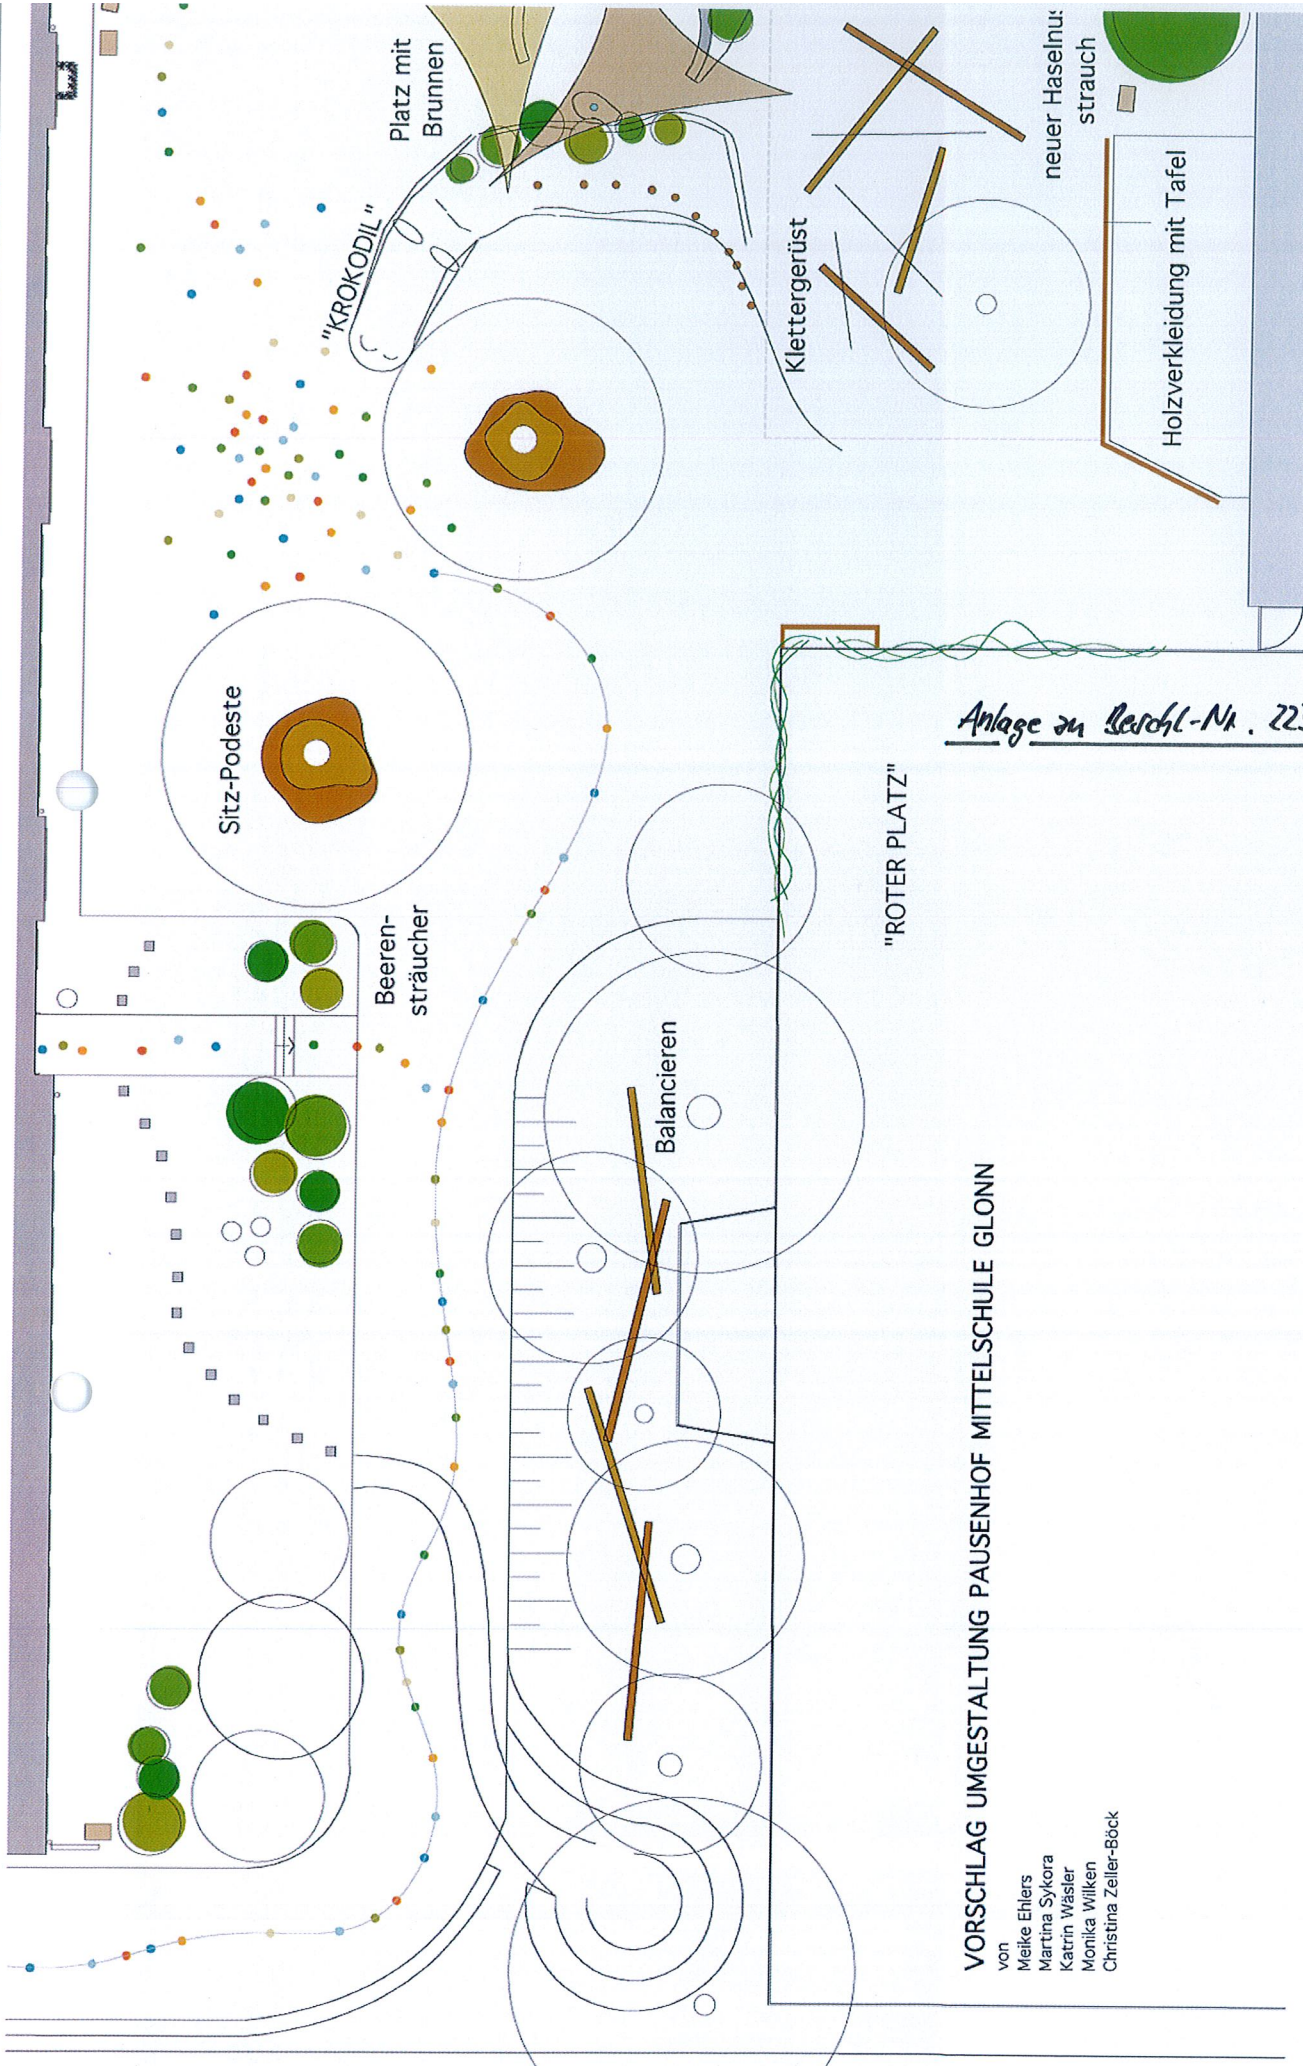 Platz mit
Brunnen
"KROKODIL"
Klettergerüst
neuer Haselnus
strauch
Holzverkleidung mit Tafel
Sitz-Podeste
Beeren-
sträucher
Balancieren
"ROTER PLATZ"
Anlage zu Beschl-Nr. 223
VORSCHLAG UMGESTALTUNG PAUSENHOF MITTELSCHULE GLONN
von
Meike Ehlers
Martina Sykora
Katrin Wäsler
Monika Wilken
Christina Zeller-Böck